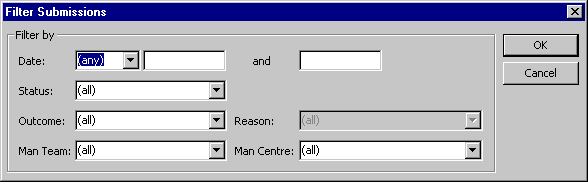 Filter Submissions
Filter by
Date: (any) and
OK
Cancel
Status: (all)
Outcome: (all) Reason: (all)
Man Team: (all) Man Centre: (all)